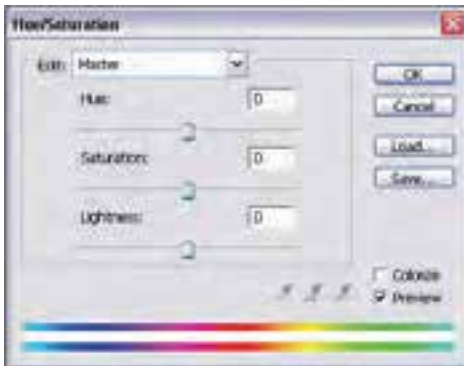 Hue/Saturation
Edit: Master
Hue: 0
Saturation: 0
Lightness: 0
OK
Cancel
Load...
Save...
Colorize
Preview